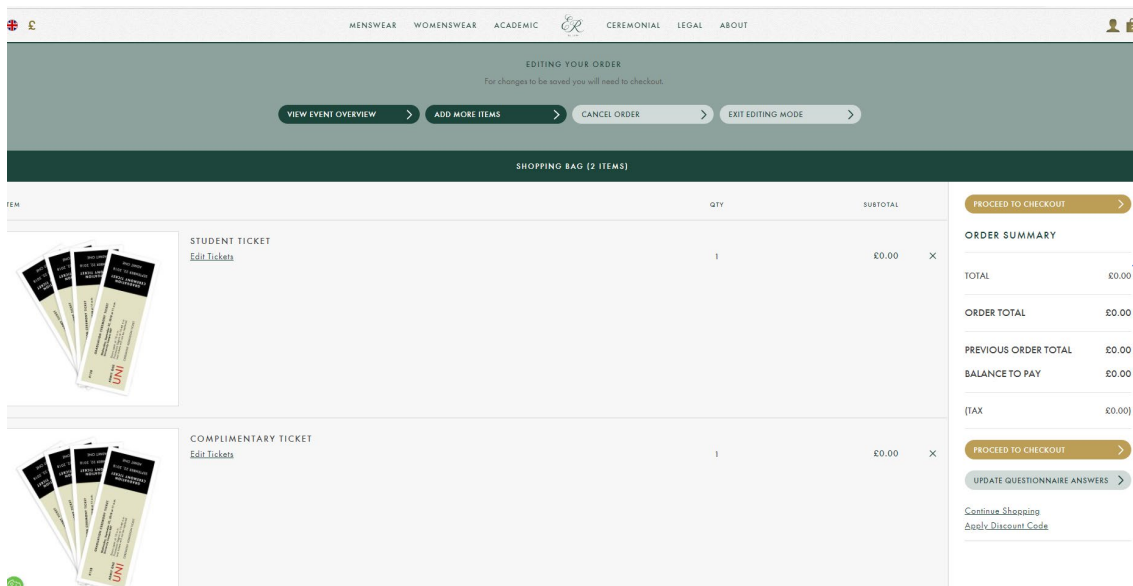 £
MENSWEAR WOMENSWEAR ACADEMIC ER CEREMONIAL LEGAL ABOUT
EDITING YOUR ORDER
For changes to be saved you will need to checkout.
VIEW EVENT OVERVIEW ADD MORE ITEMS CANCEL ORDER EXIT EDITING MODE
SHOPPING BAG (2 ITEMS)
TEM QTY SUBTOTAL
PROCEED TO CHECKOUT
ORDER SUMMARY
STUDENT TICKET
Edit Tickets 1 £0.00 ×
UNI
TOTAL £0.00
ORDER TOTAL £0.00
PREVIOUS ORDER TOTAL £0.00
BALANCE TO PAY £0.00
(TAX £0.00)
COMPLIMENTARY TICKET
Edit Tickets 1 £0.00 ×
UNI
PROCEED TO CHECKOUT
UPDATE QUESTIONNAIRE ANSWERS
Continue Shopping
Apply Discount Code